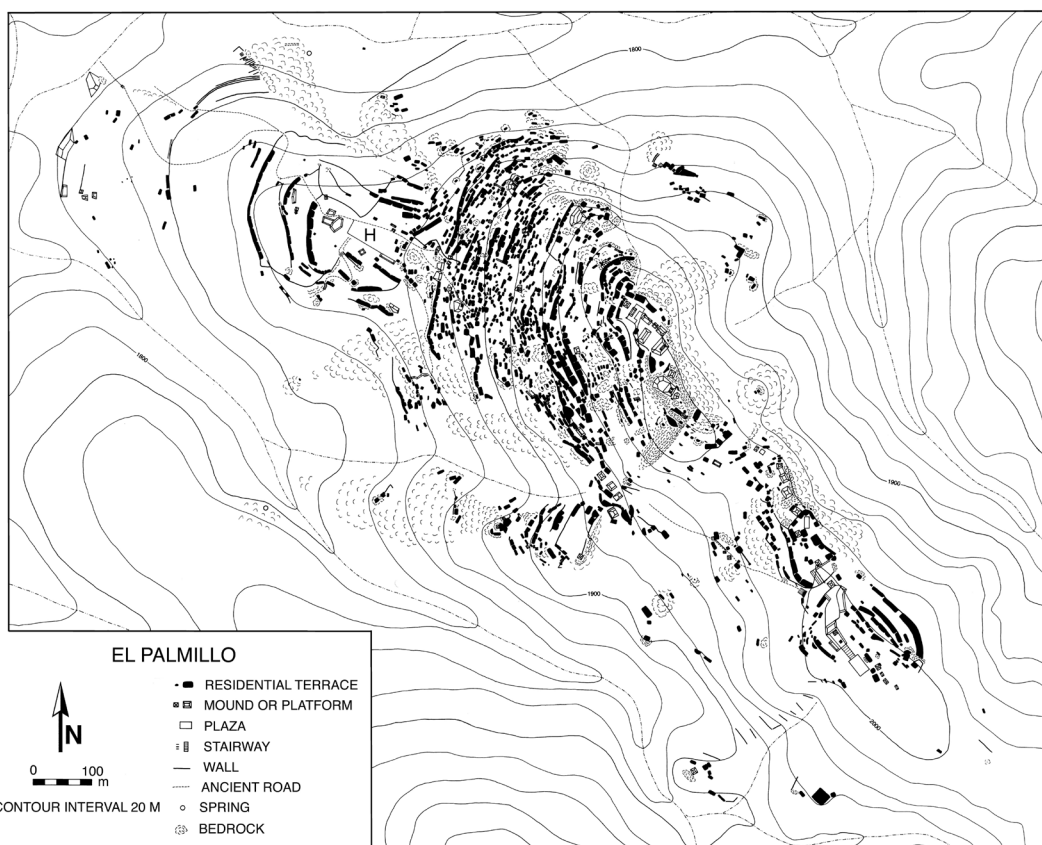 1800
H
1800
1900
1900
2000
EL PALMILLO
RESIDENTIAL TERRACE
MOUND OR PLATFORM
PLAZA
STAIRWAY
WALL
ANCIENT ROAD
SPRING
BEDROCK
N
0 100
m
CONTOUR INTERVAL 20 M